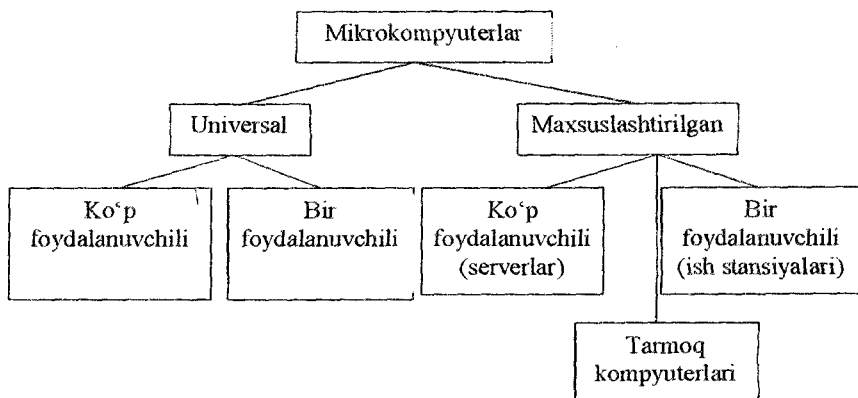 Mikrokompyuterlar
Universal
Maxsuslashtirilgan
Ko‘p
foydalanuvchili
Bir
foydalanuvchili
Ko‘p
foydalanuvchili
(serverlar)
Bir
foydalanuvchili
(ish stansiyalari)
Tarmoq
kompyuterlari